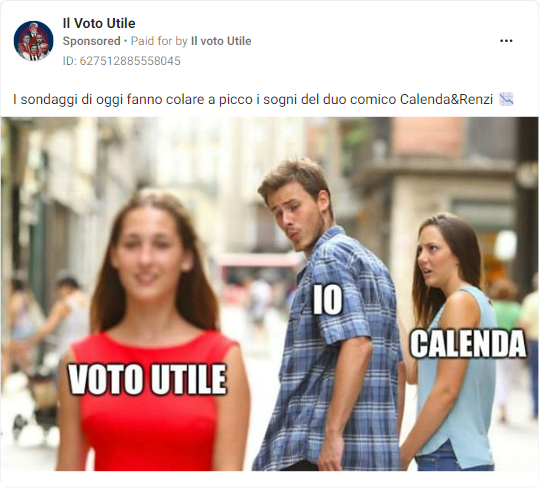 Il Voto Utile
Sponsored • Paid for by Il voto Utile
ID: 627512885558045
I sondaggi di oggi fanno colare a picco i sogni del duo comico Calenda&Renzi 📉
IO
CALENDA
VOTO UTILE